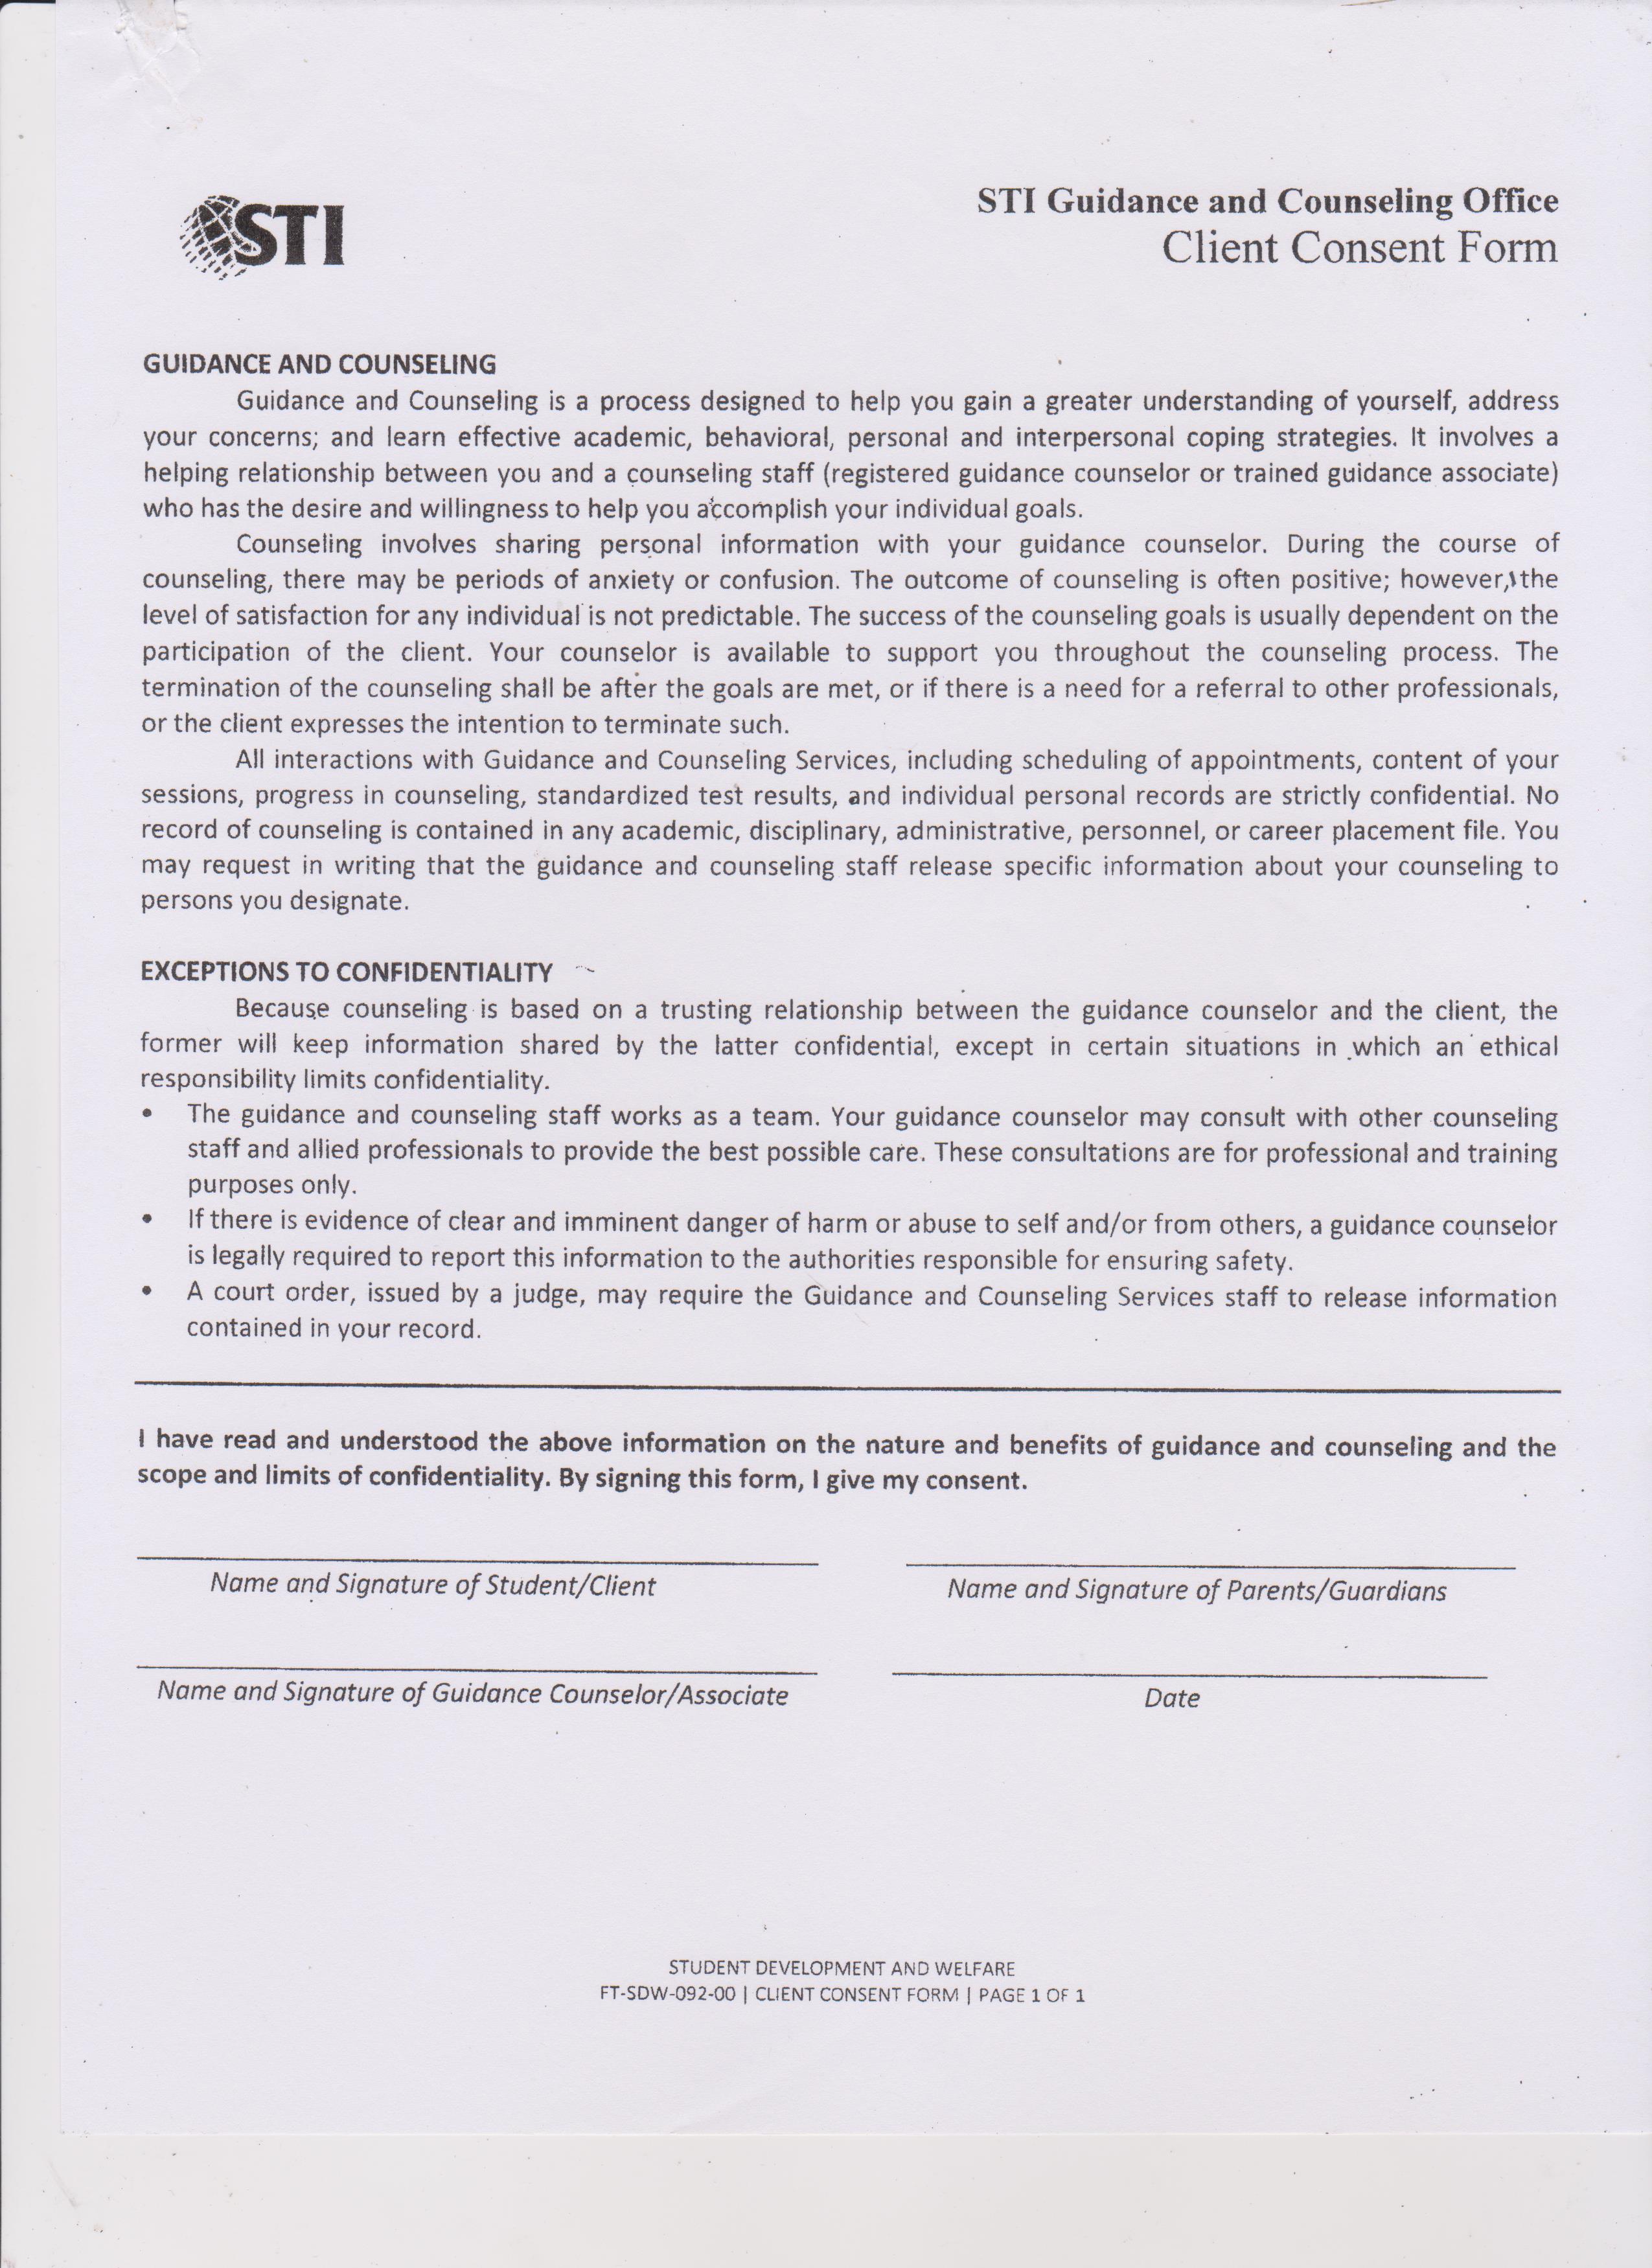 STI
STI Guidance and Counseling Office
Client Consent Form
GUIDANCE AND COUNSELING
Guidance and Counseling is a process designed to help you gain a greater understanding of yourself, address
your concerns; and learn effective academic, behavioral, personal and interpersonal coping strategies. It involves a
helping relationship between you and a counseling staff (registered guidance counselor or trained guidance associate)
who has the desire and willingness to help you accomplish your individual goals.
Counseling involves sharing personal information with your guidance counselor. During the course of
counseling, there may be periods of anxiety or confusion. The outcome of counseling is often positive; however, the
level of satisfaction for any individual is not predictable. The success of the counseling goals is usually dependent on the
participation of the client. Your counselor is available to support you throughout the counseling process. The
termination of the counseling shall be after the goals are met, or if there is a need for a referral to other professionals,
or the client expresses the intention to terminate such.
All interactions with Guidance and Counseling Services, including scheduling of appointments, content of your
sessions, progress in counseling, standardized test results, and individual personal records are strictly confidential. No
record of counseling is contained in any academic, disciplinary, administrative, personnel, or career placement file. You
may request in writing that the guidance and counseling staff release specific information about your counseling to
persons you designate.
EXCEPTIONS TO CONFIDENTIALITY
Because counseling is based on a trusting relationship between the guidance counselor and the client, the
former will keep information shared by the latter confidential, except in certain situations in which an ethical
responsibility limits confidentiality.
• The guidance and counseling staff works as a team. Your guidance counselor may consult with other counseling
staff and allied professionals to provide the best possible care. These consultations are for professional and training
purposes only.
• If there is evidence of clear and imminent danger of harm or abuse to self and/or from others, a guidance counselor
is legally required to report this information to the authorities responsible for ensuring safety.
• A court order, issued by a judge, may require the Guidance and Counseling Services staff to release information
contained in your record.
I have read and understood the above information on the nature and benefits of guidance and counseling and the
scope and limits of confidentiality. By signing this form, I give my consent.
Name and Signature of Student/Client
Name and Signature of Parents/Guardians
Name and Signature of Guidance Counselor/Associate
Date
STUDENT DEVELOPMENT AND WELFARE
FT-SDW-092-00 | CLIENT CONSENT FORM | PAGE 1 OF 1